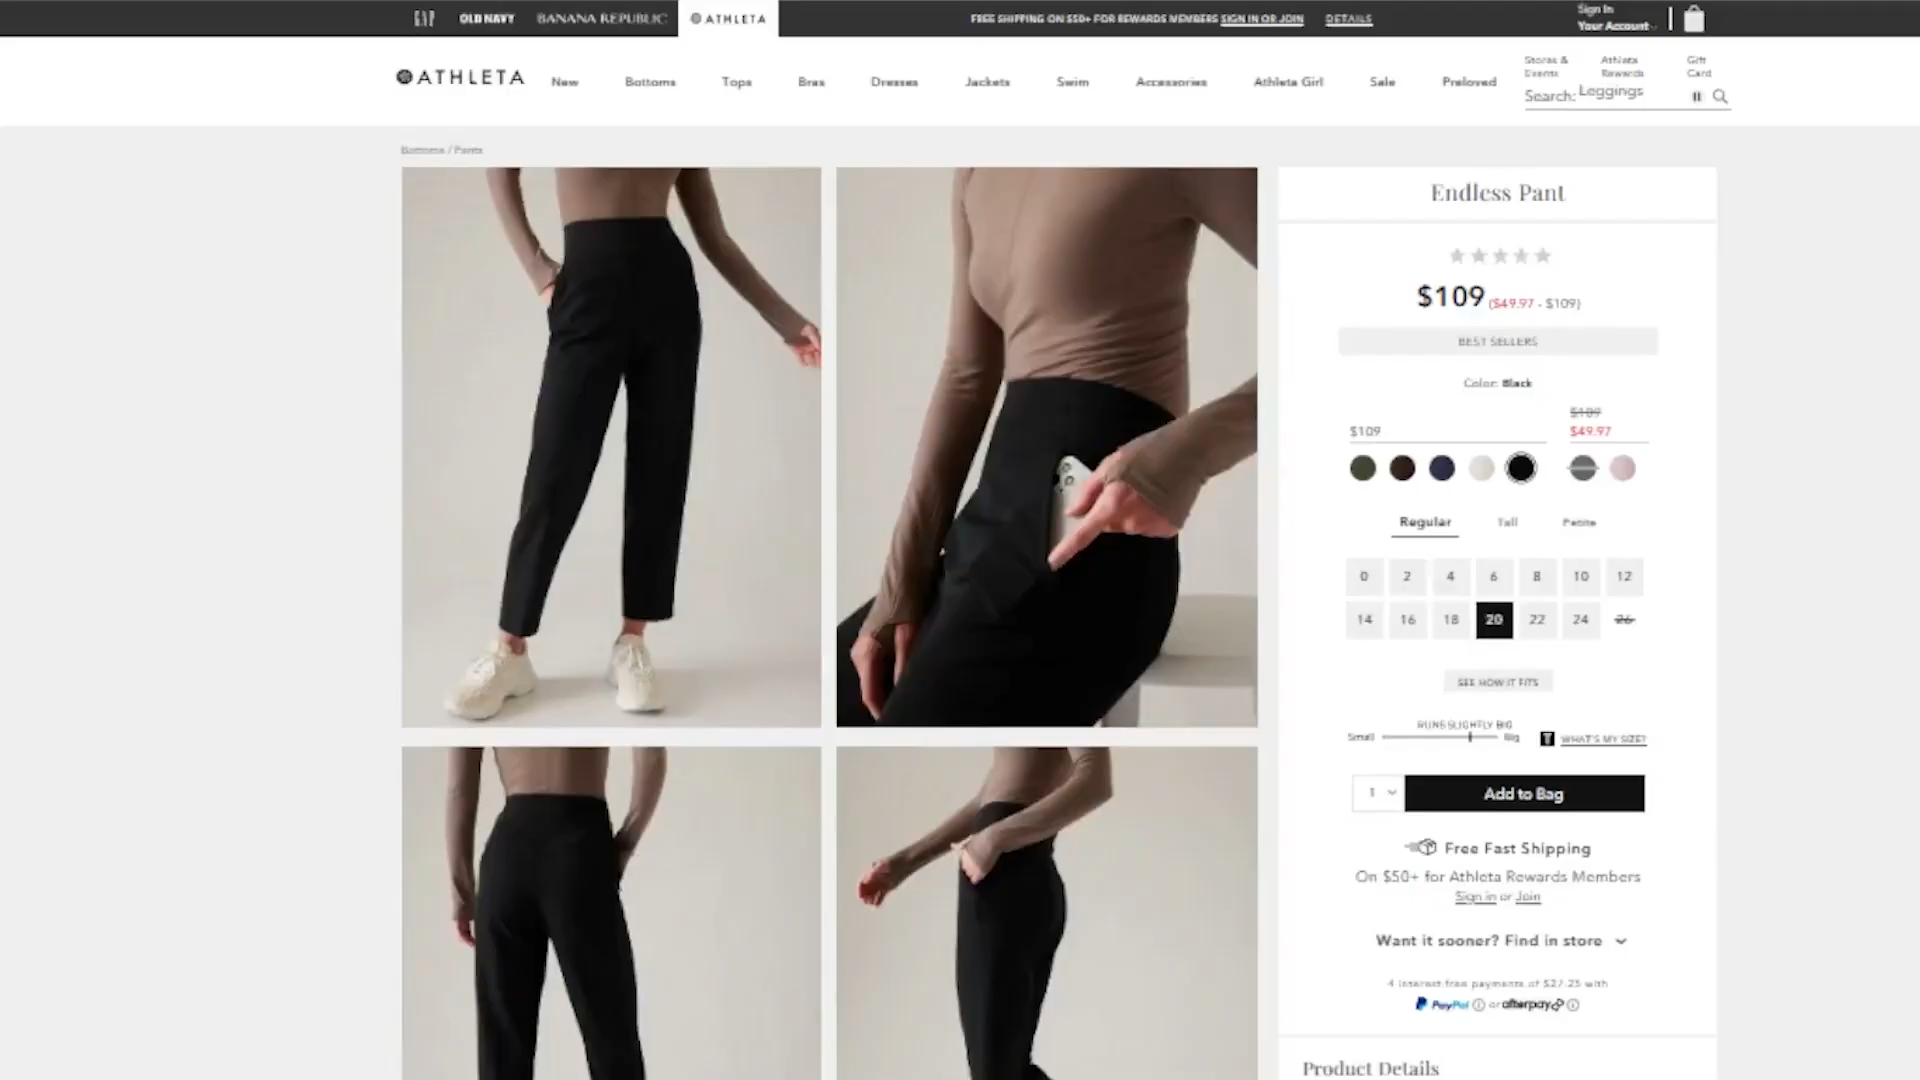 GAP OLD NAVY BANANA REPUBLIC ATHLETA FREE SHIPPING ON $50+ FOR REWARDS MEMBERS SIGN IN OR JOIN DETAILS
Sign In
Your Account
ATHLETA New Bottoms Tops Bras Dresses Jackets Swim Accessories Athleta Girl Sale Preloved
Stores & Events
Athleta Rewards
Gift Card
Search: Leggings
Bottoms / Pants
Endless Pant
$109 ($49.97 - $109)
BEST SELLERS
Color: Black
$109
$109
$49.97
Regular Tall Petite
0 2 4 6 8 10 12
14 16 18 20 22 24 26
SEE HOW IT FITS
RUNS SLIGHTLY BIG
Small Big WHAT'S MY SIZE?
1 Add to Bag
Free Fast Shipping
On $50+ for Athleta Rewards Members
Sign in or Join
Want it sooner? Find in store
4 interest-free payments of $27.25 with
PayPal or afterpay
Product Details